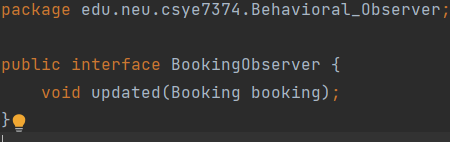 package edu.neu.csye7374.Behavioral_Observer;
public interface BookingObserver {
    void updated(Booking booking);
}